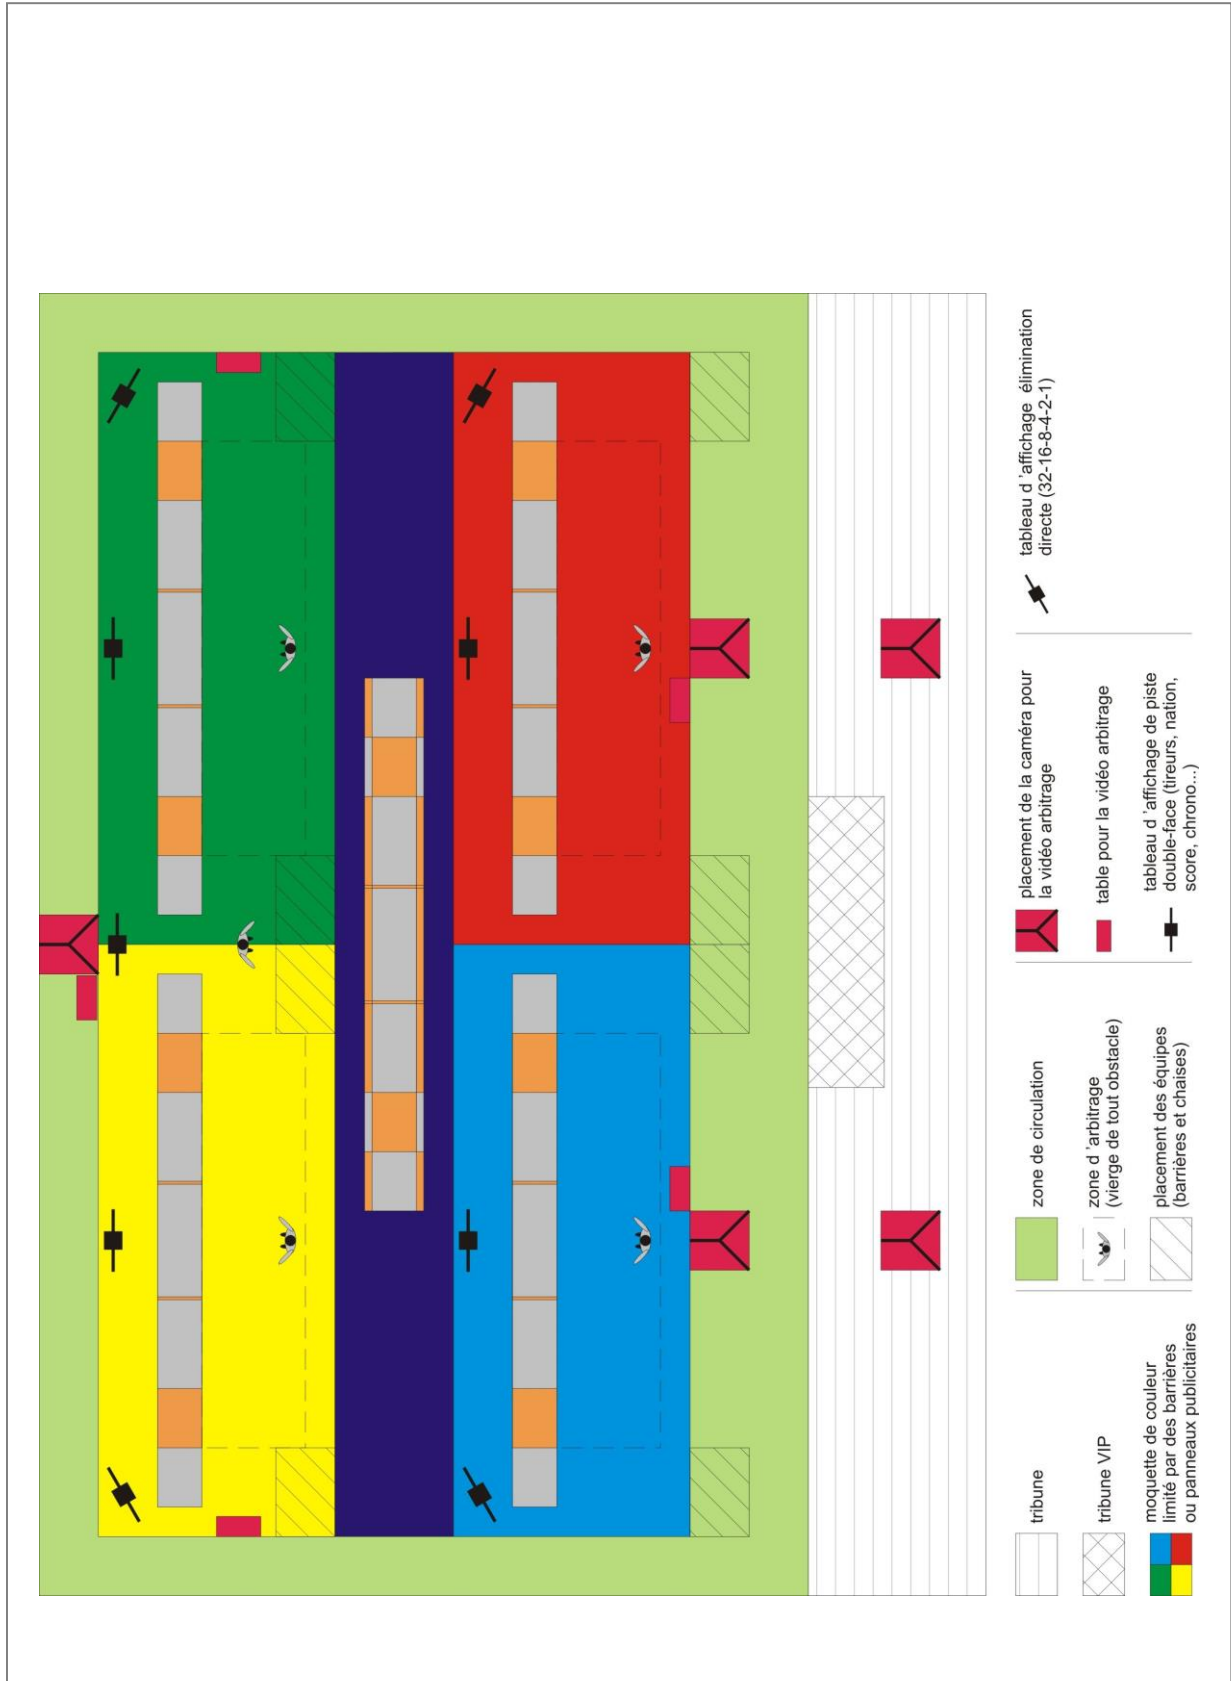 tribune
tribune VIP
moquette de couleur
limité par des barrières
ou panneaux publicitaires
zone de circulation
zone d 'arbitrage
(vierge de tout obstacle)
placement des équipes
(barrières et chaises)
placement de la caméra pour
la vidéo arbitrage
table pour la vidéo arbitrage
tableau d 'affichage de piste
double-face (tireurs, nation,
score, chrono...)
tableau d 'affichage élimination
directe (32-16-8-4-2-1)